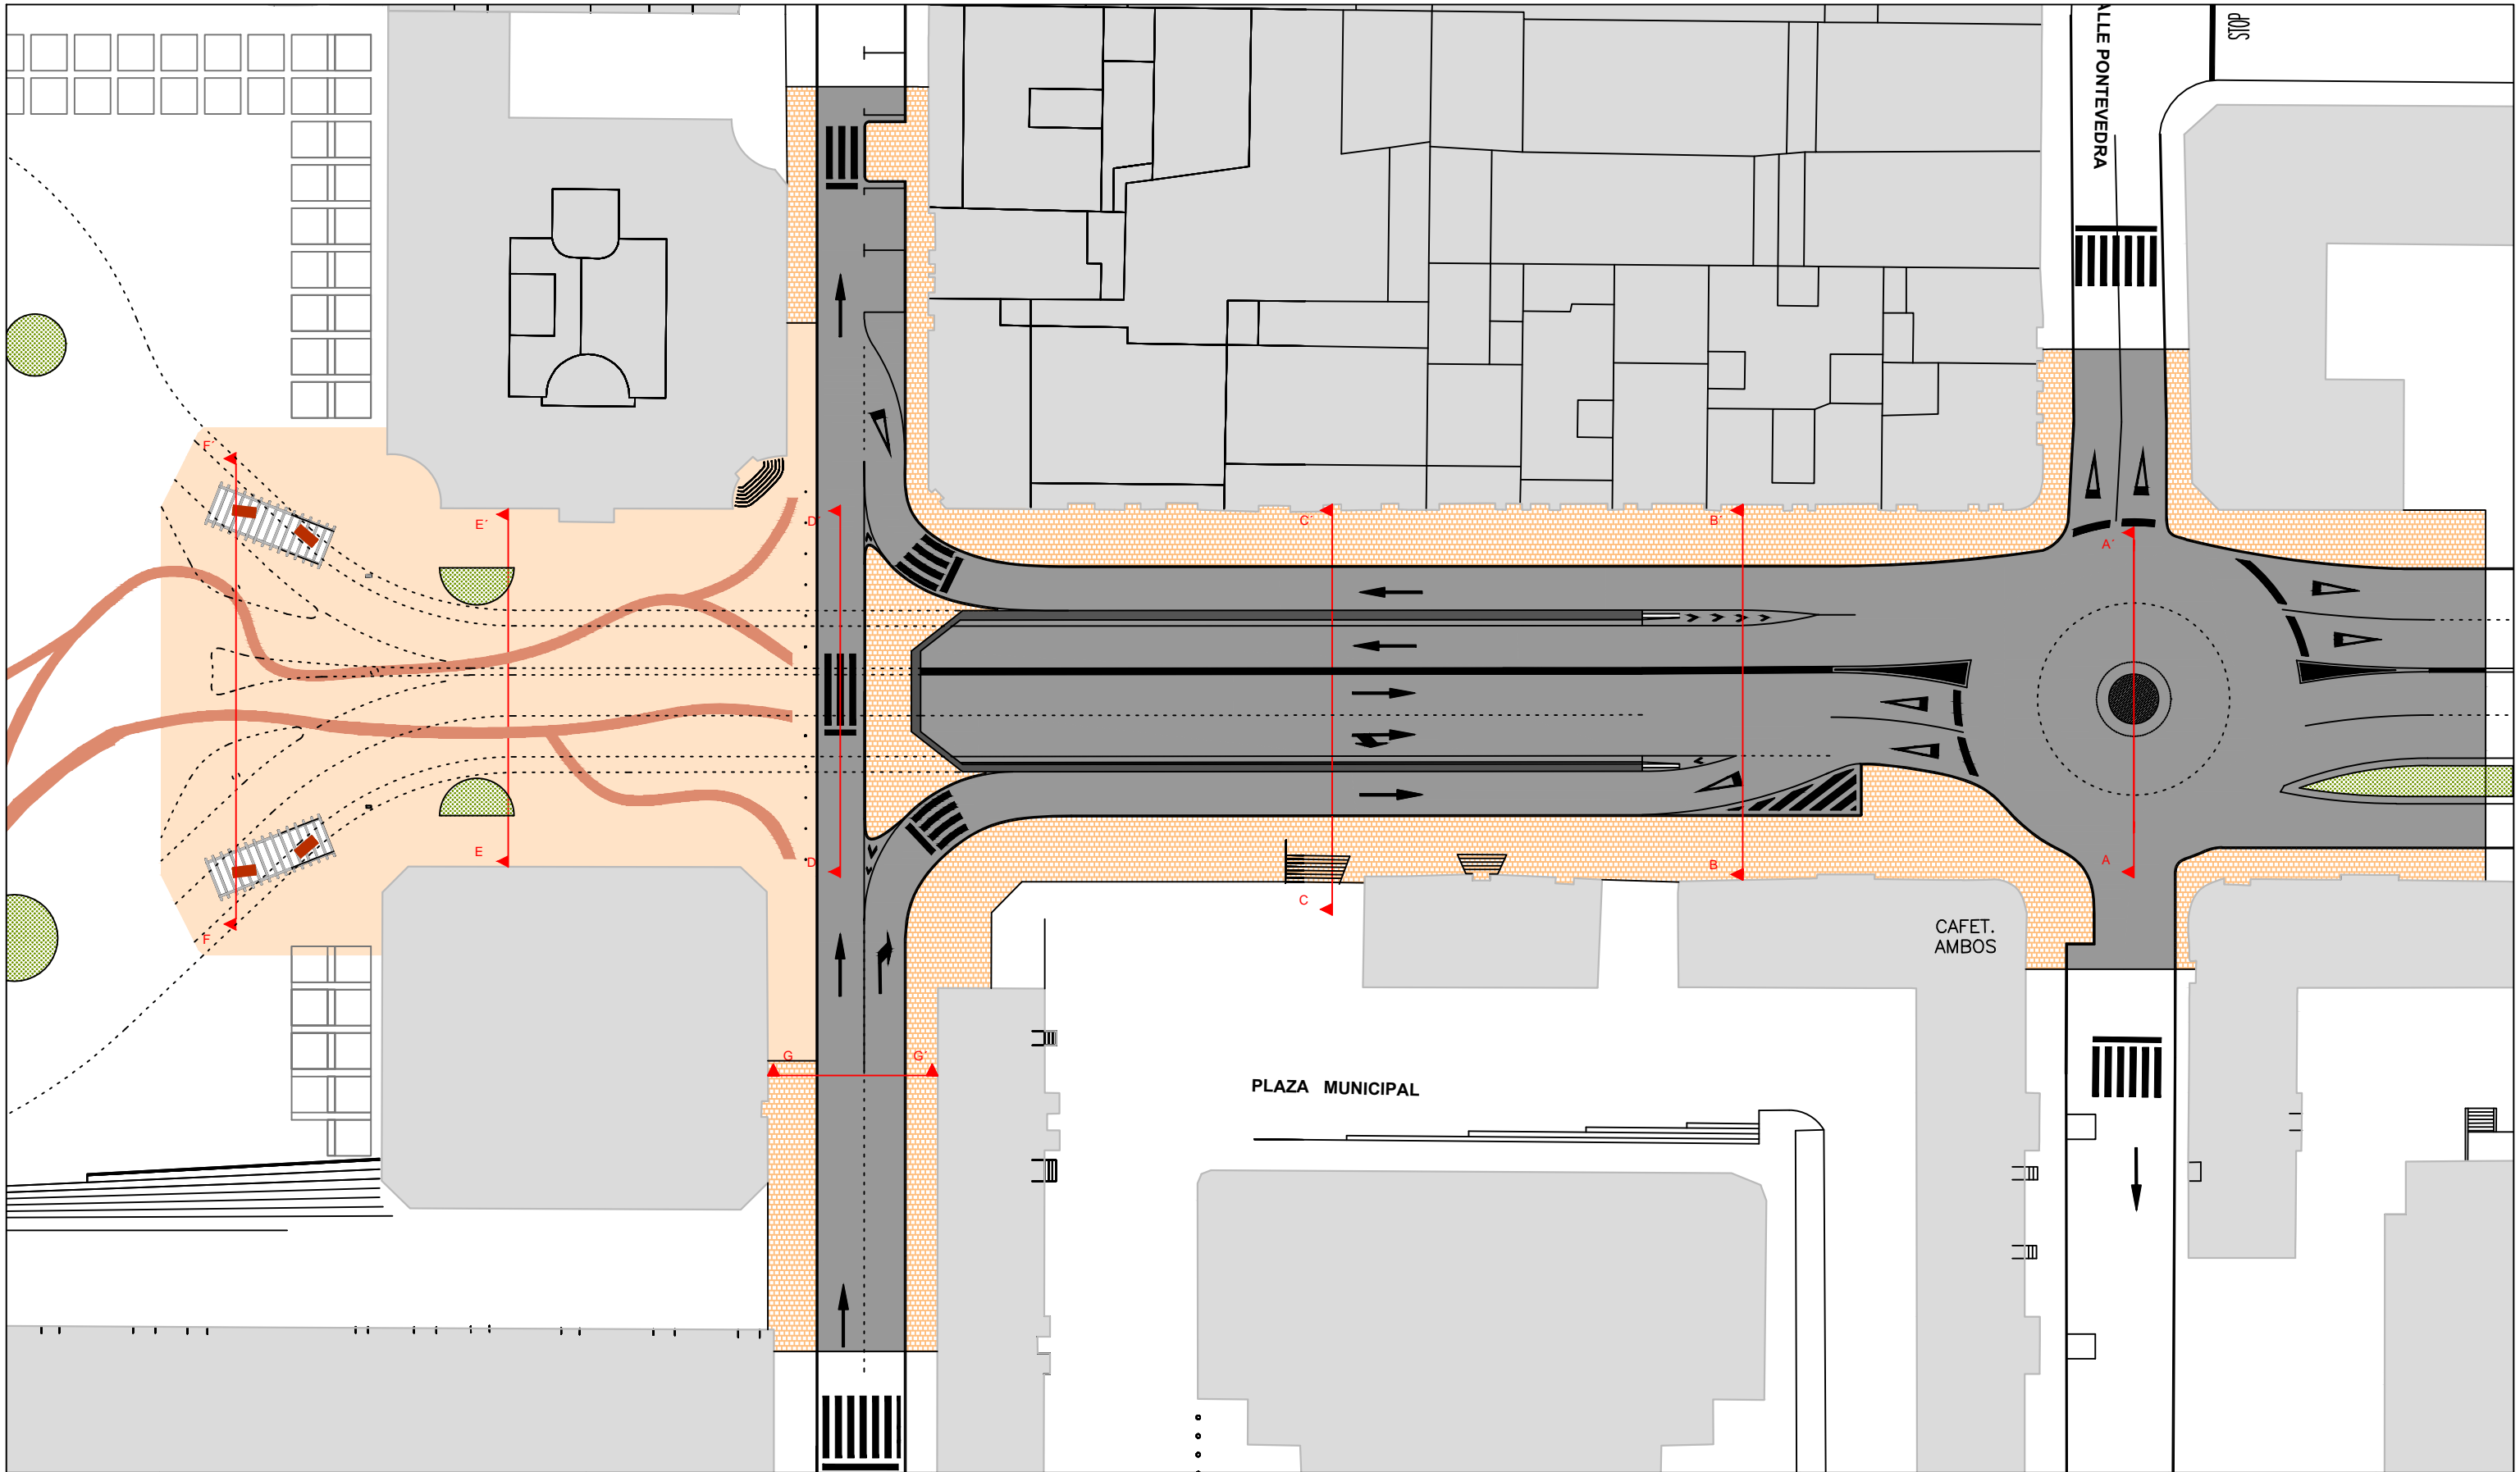 ALLE PONTEVEDRA
STOP
F´
E´
D´
C´
B´
A´
E
D
B
A
C
F
CAFET.
AMBOS
G
G´
PLAZA MUNICIPAL